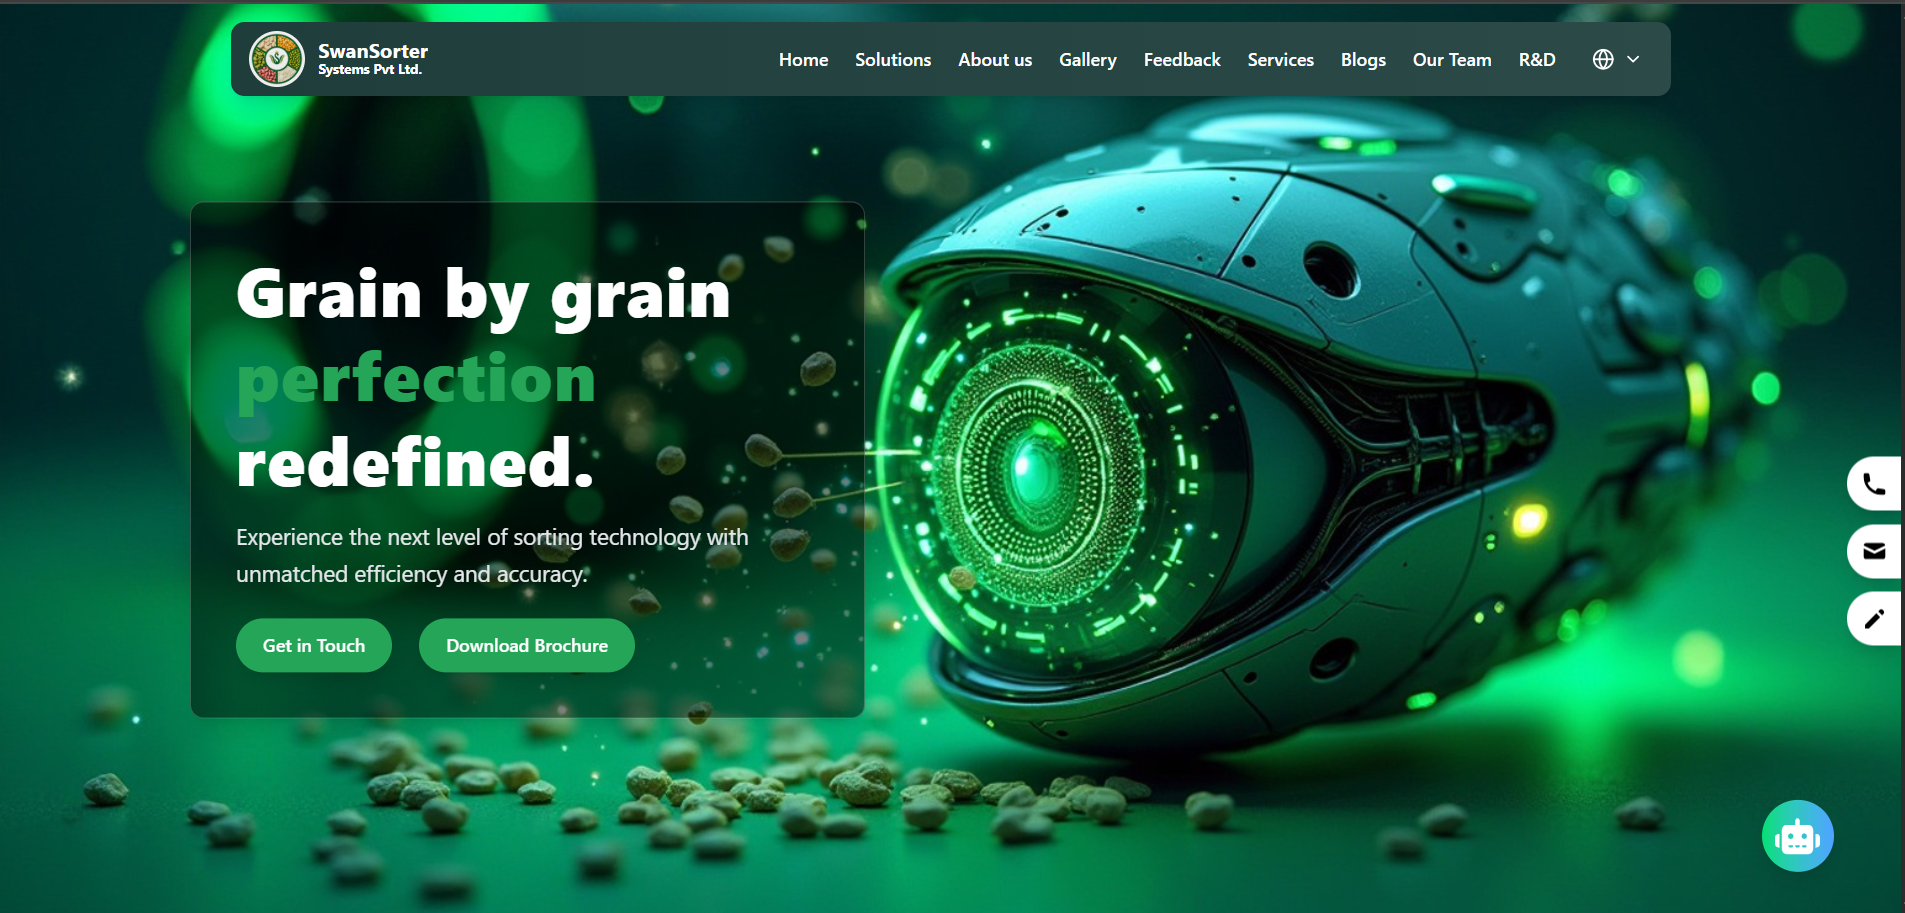 SwanSorter
Systems Pvt Ltd.
Home Solutions About us Gallery Feedback Services Blogs Our Team R&D
Grain by grain
perfection
redefined.
Experience the next level of sorting technology with
unmatched efficiency and accuracy.
Get in Touch Download Brochure